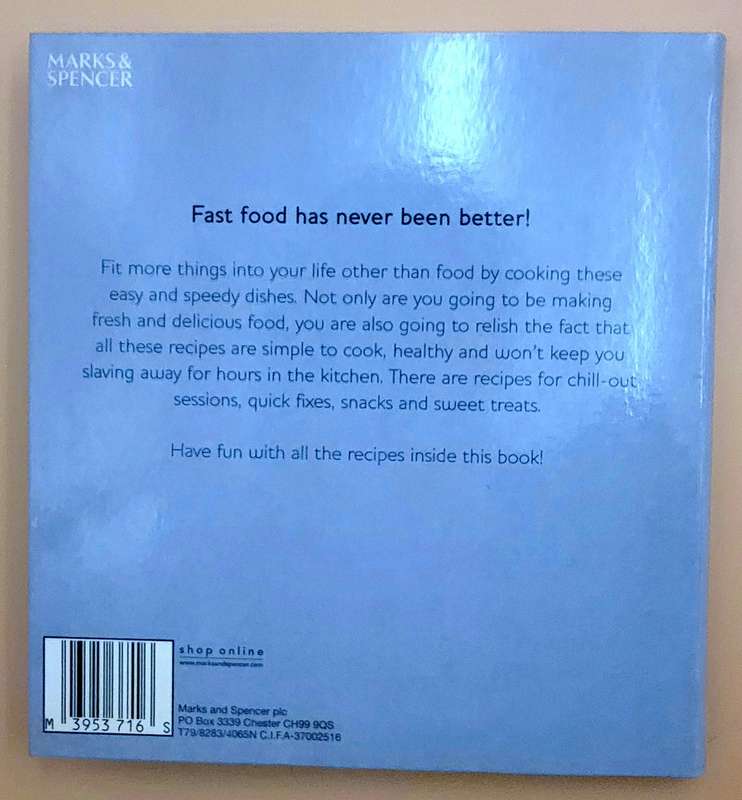 MARKS &
SPENCER
Fast food has never been better!
Fit more things into your life other than food by cooking these
easy and speedy dishes. Not only are you going to be making
fresh and delicious food, you are also going to relish the fact that
all these recipes are simple to cook, healthy and won't keep you
slaving away for hours in the kitchen. There are recipes for chill-out
sessions, quick fixes, snacks and sweet treats.
Have fun with all the recipes inside this book!
shop online
www.marksandspencer.com
M 3953 716 S
Marks and Spencer plc
PO Box 3339 Chester CH99 9QS
T79/8283/4065N C.I.F.A-37002516